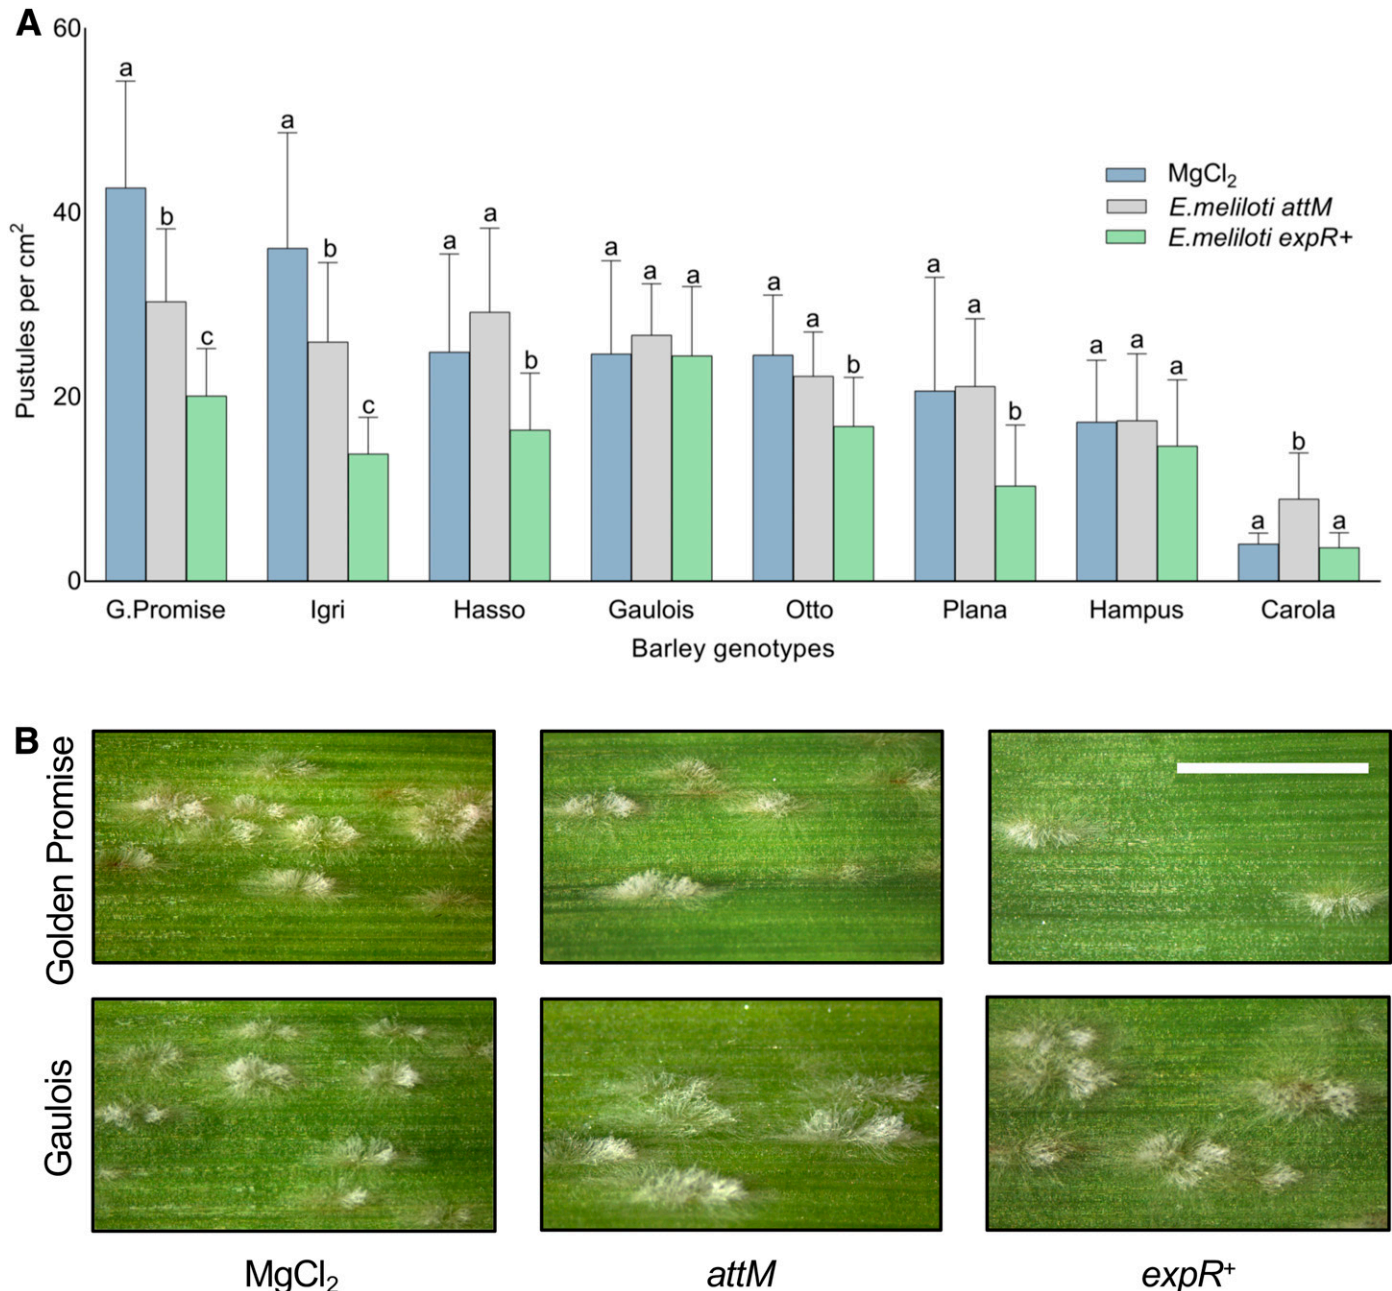 A
60
40
20
0
Pustules per cm²
a
b
c
a
b
c
a
a
b
a
a
a
a
a
b
a
a
b
a
a
a
a
b
a
MgCl₂
E.meliloti attM
E.meliloti expR+
G.Promise Igri Hasso Gaulois Otto Plana Hampus Carola
Barley genotypes
B
Golden Promise
Gaulois
MgCl₂ attM expR⁺